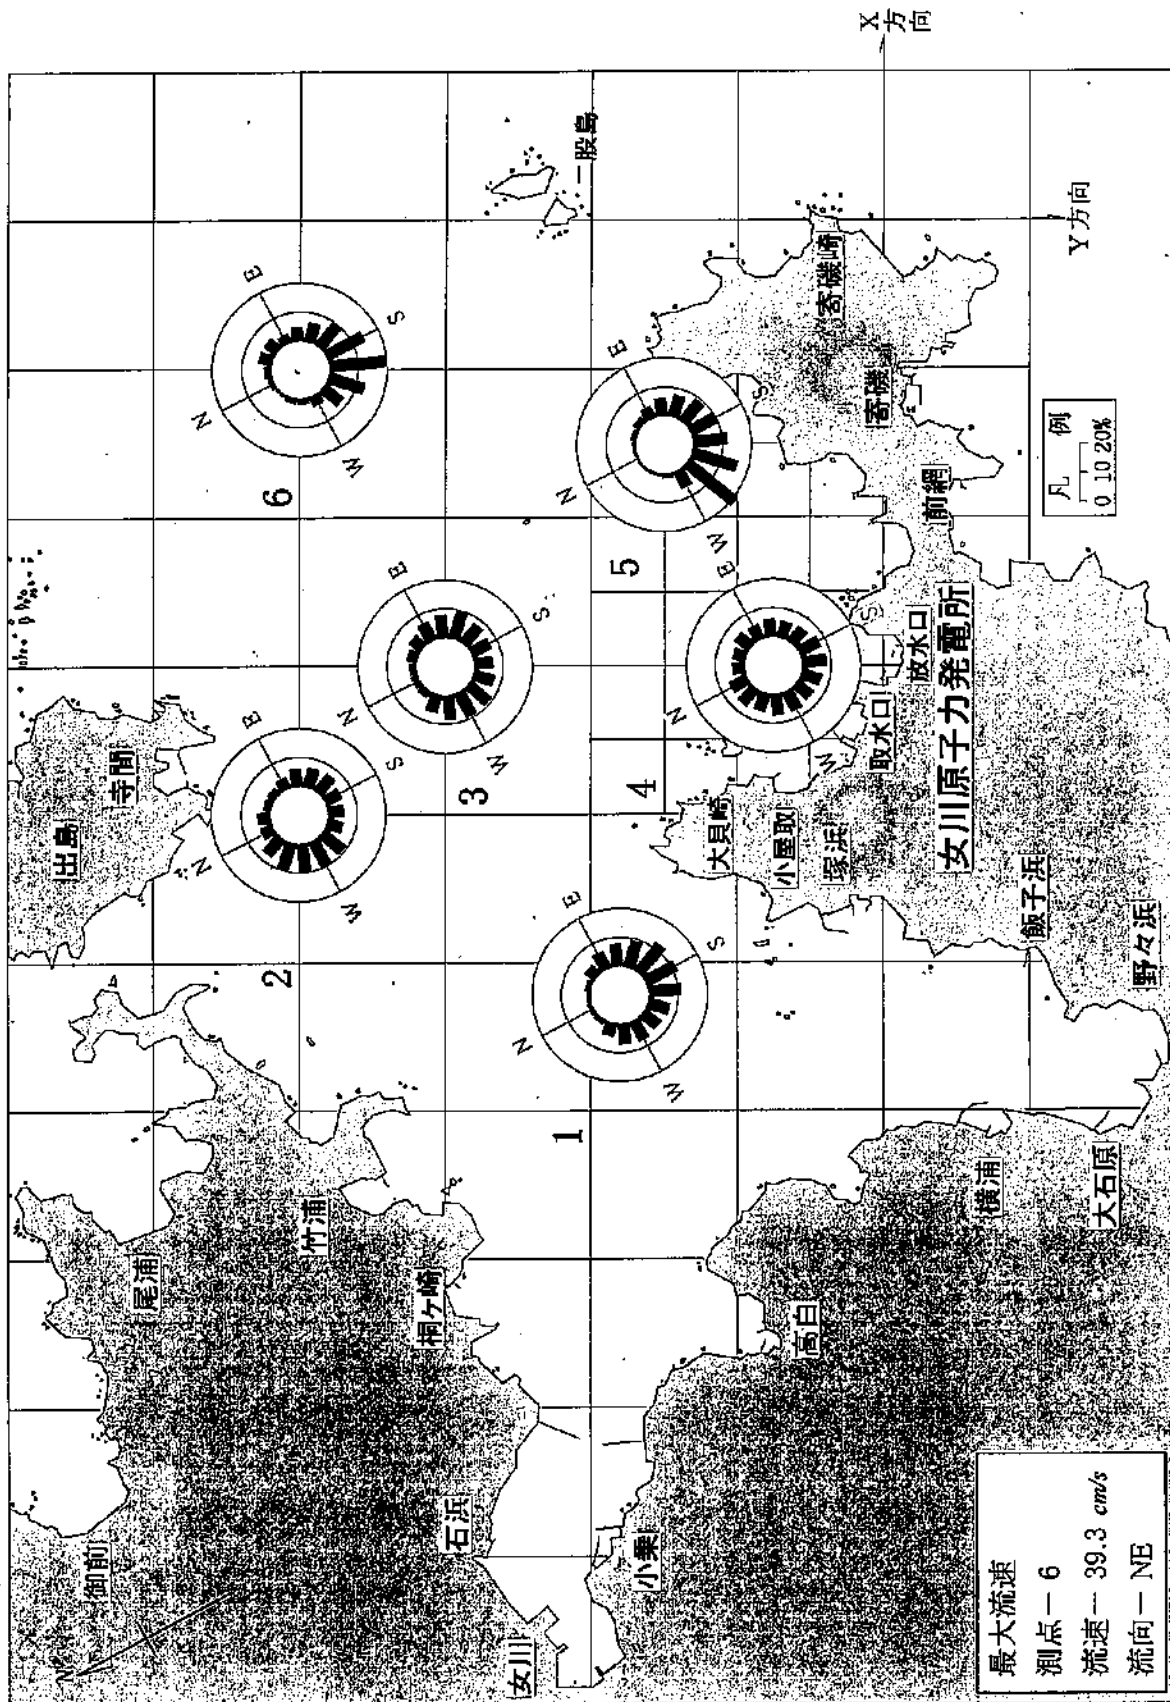 X方向
Y方向
二股島
寄磯崎
寄磯
前網
凡 例
0 10 20%
放水口
取水口
女川原子力発電所
大貝崎
小屋取
塚浜
飯子浜
野々浜
大石原
横浦
高白
小乗
女川
石浜
桐ヶ崎
竹浦
尾浦
御前
出島
寺間
1
N
E
S
W
2
N
E
S
W
3
N
E
S
W
4
N
E
S
W
5
N
E
S
W
6
N
E
S
W
N
最大流速
測点－6
流速－39.3 cm/s
流向－NE